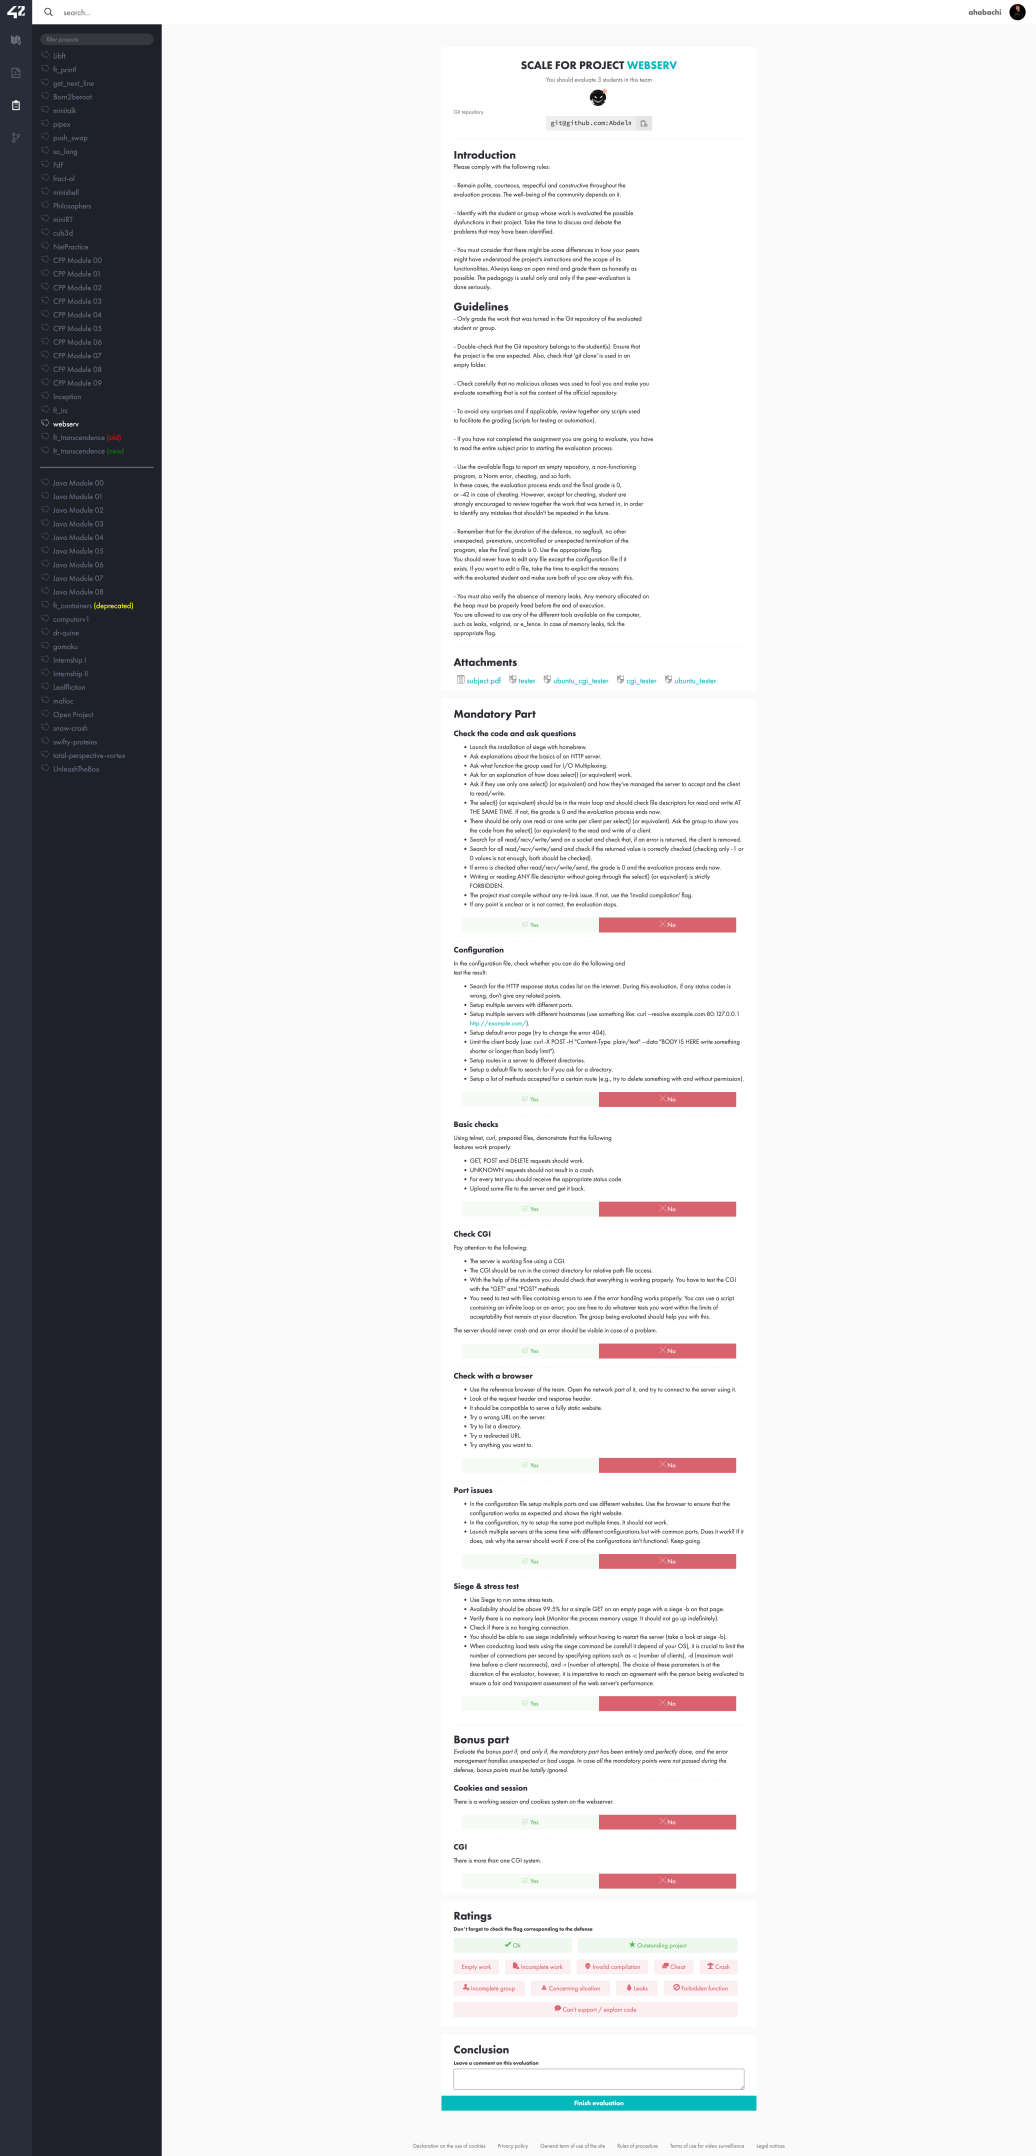 42
search...
ahabachi
filter projects
Libft
ft_printf
get_next_line
Born2beroot
minitalk
pipex
push_swap
so_long
FdF
fract-ol
minishell
Philosophers
miniRT
cub3d
NetPractice
CPP Module 00
CPP Module 01
CPP Module 02
CPP Module 03
CPP Module 04
CPP Module 05
CPP Module 06
CPP Module 07
CPP Module 08
CPP Module 09
Inception
ft_irc
webserv
ft_transcendence (old)
ft_transcendence (new)
Java Module 00
Java Module 01
Java Module 02
Java Module 03
Java Module 04
Java Module 05
Java Module 06
Java Module 07
Java Module 08
ft_containers (deprecated)
computorv1
dr-quine
gomoku
Internship I
Internship II
Leaffliction
malloc
Open Project
snow-crash
swifty-proteins
total-perspective-vortex
UnleashTheBox
SCALE FOR PROJECT WEBSERV
You should evaluate 3 students in this team
Git repository
git@github.com:Abdelm
Introduction
Please comply with the following rules:
- Remain polite, courteous, respectful and constructive throughout the
evaluation process. The well-being of the community depends on it.
- Identify with the student or group whose work is evaluated the possible
dysfunctions in their project. Take the time to discuss and debate the
problems that may have been identified.
- You must consider that there might be some differences in how your peers
might have understood the project's instructions and the scope of its
functionalities. Always keep an open mind and grade them as honestly as
possible. The pedagogy is useful only and only if the peer-evaluation is
done seriously.
Guidelines
- Only grade the work that was turned in the Git repository of the evaluated
student or group.
- Double-check that the Git repository belongs to the student(s). Ensure that
the project is the one expected. Also, check that 'git clone' is used in an
empty folder.
- Check carefully that no malicious aliases was used to fool you and make you
evaluate something that is not the content of the official repository.
- To avoid any surprises and if applicable, review together any scripts used
to facilitate the grading (scripts for testing or automation).
- If you have not completed the assignment you are going to evaluate, you have
to read the entire subject prior to starting the evaluation process.
- Use the available flags to report an empty repository, a non-functioning
program, a Norm error, cheating, and so forth.
In these cases, the evaluation process ends and the final grade is 0,
or -42 in case of cheating. However, except for cheating, student are
strongly encouraged to review together the work that was turned in, in order
to identify any mistakes that shouldn't be repeated in the future.
- Remember that for the duration of the defence, no segfault, no other
unexpected, premature, uncontrolled or unexpected termination of the
program, else the final grade is 0. Use the appropriate flag.
You should never have to edit any file except the configuration file if it
exists. If you want to edit a file, take the time to explicit the reasons
with the evaluated student and make sure both of you are okay with this.
- You must also verify the absence of memory leaks. Any memory allocated on
the heap must be properly freed before the end of execution.
You are allowed to use any of the different tools available on the computer,
such as leaks, valgrind, or e_fence. In case of memory leaks, tick the
appropriate flag.
Attachments
subject.pdf tester ubuntu_cgi_tester cgi_tester ubuntu_tester
Mandatory Part
Check the code and ask questions
• Launch the installation of siege with homebrew.
• Ask explanations about the basics of an HTTP server.
• Ask what function the group used for I/O Multiplexing.
• Ask for an explanation of how does select() (or equivalent) work.
• Ask if they use only one select() (or equivalent) and how they've managed the server to accept and the client
to read/write.
• The select() (or equivalent) should be in the main loop and should check file descriptors for read and write AT
THE SAME TIME. If not, the grade is 0 and the evaluation process ends now.
• There should be only one read or one write per client per select() (or equivalent). Ask the group to show you
the code from the select() (or equivalent) to the read and write of a client.
• Search for all read/recv/write/send on a socket and check that, if an error is returned, the client is removed.
• Search for all read/recv/write/send and check if the returned value is correctly checked (checking only -1 or
0 values is not enough, both should be checked).
• If errno is checked after read/recv/write/send, the grade is 0 and the evaluation process ends now.
• Writing or reading ANY file descriptor without going through the select() (or equivalent) is strictly
FORBIDDEN.
• The project must compile without any re-link issue. If not, use the 'Invalid compilation' flag.
• If any point is unclear or is not correct, the evaluation stops.
Yes No
Configuration
In the configuration file, check whether you can do the following and
test the result:
• Search for the HTTP response status codes list on the internet. During this evaluation, if any status codes is
wrong, don't give any related points.
• Setup multiple servers with different ports.
• Setup multiple servers with different hostnames (use something like: curl --resolve example.com:80:127.0.0.1
http://example.com/).
• Setup default error page (try to change the error 404).
• Limit the client body (use: curl -X POST -H "Content-Type: plain/text" --data "BODY IS HERE write something
shorter or longer than body limit").
• Setup routes in a server to different directories.
• Setup a default file to search for if you ask for a directory.
• Setup a list of methods accepted for a certain route (e.g., try to delete something with and without permission).
Yes No
Basic checks
Using telnet, curl, prepared files, demonstrate that the following
features work properly:
• GET, POST and DELETE requests should work.
• UNKNOWN requests should not result in a crash.
• For every test you should receive the appropriate status code.
• Upload some file to the server and get it back.
Yes No
Check CGI
Pay attention to the following:
• The server is working fine using a CGI.
• The CGI should be run in the correct directory for relative path file access.
• With the help of the students you should check that everything is working properly. You have to test the CGI
with the "GET" and "POST" methods.
• You need to test with files containing errors to see if the error handling works properly. You can use a script
containing an infinite loop or an error; you are free to do whatever tests you want within the limits of
acceptability that remain at your discretion. The group being evaluated should help you with this.
The server should never crash and an error should be visible in case of a problem.
Yes No
Check with a browser
• Use the reference browser of the team. Open the network part of it, and try to connect to the server using it.
• Look at the request header and response header.
• It should be compatible to serve a fully static website.
• Try a wrong URL on the server.
• Try to list a directory.
• Try a redirected URL.
• Try anything you want to.
Yes No
Port issues
• In the configuration file setup multiple ports and use different websites. Use the browser to ensure that the
configuration works as expected and shows the right website.
• In the configuration, try to setup the same port multiple times. It should not work.
• Launch multiple servers at the same time with different configurations but with common ports. Does it work? If it
does, ask why the server should work if one of the configurations isn't functional. Keep going.
Yes No
Siege & stress test
• Use Siege to run some stress tests.
• Availability should be above 99.5% for a simple GET on an empty page with a siege -b on that page.
• Verify there is no memory leak (Monitor the process memory usage. It should not go up indefinitely).
• Check if there is no hanging connection.
• You should be able to use siege indefinitely without having to restart the server (take a look at siege -b).
• When conducting load tests using the siege command be careful! it depend of your OS), it is crucial to limit the
number of connections per second by specifying options such as -c (number of clients), -d (maximum wait
time before a client reconnects), and -r (number of attempts). The choice of these parameters is at the
discretion of the evaluator, however, it is imperative to reach an agreement with the person being evaluated to
ensure a fair and transparent assessment of the web server's performance.
Yes No
Bonus part
Evaluate the bonus part if, and only if, the mandatory part has been entirely and perfectly done, and the error
management handles unexpected or bad usage. In case all the mandatory points were not passed during the
defense, bonus points must be totally ignored.
Cookies and session
There is a working session and cookies system on the webserver.
Yes No
CGI
There is more than one CGI system.
Yes No
Ratings
Don't forget to check the flag corresponding to the defense
Ok Outstanding project
Empty work Incomplete work Invalid compilation Cheat Crash
Incomplete group Concerning situation Leaks Forbidden function
Can't support / explain code
Conclusion
Leave a comment on this evaluation
Finish evaluation
Declaration on the use of cookies Privacy policy General term of use of the site Rules of procedure Terms of use for video surveillance Legal notices